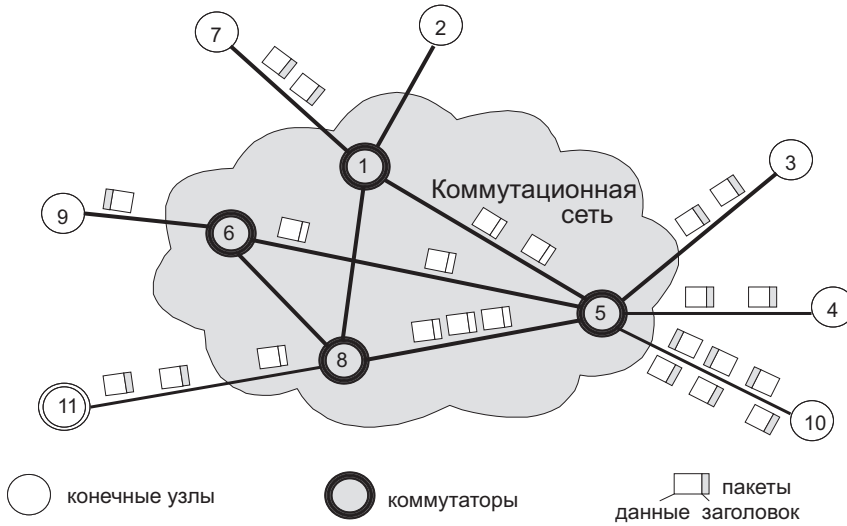 7
2
1
3
Коммутационная
сеть
9
6
5
4
8
11
10
конечные узлы
коммутаторы
пакеты
данные заголовок